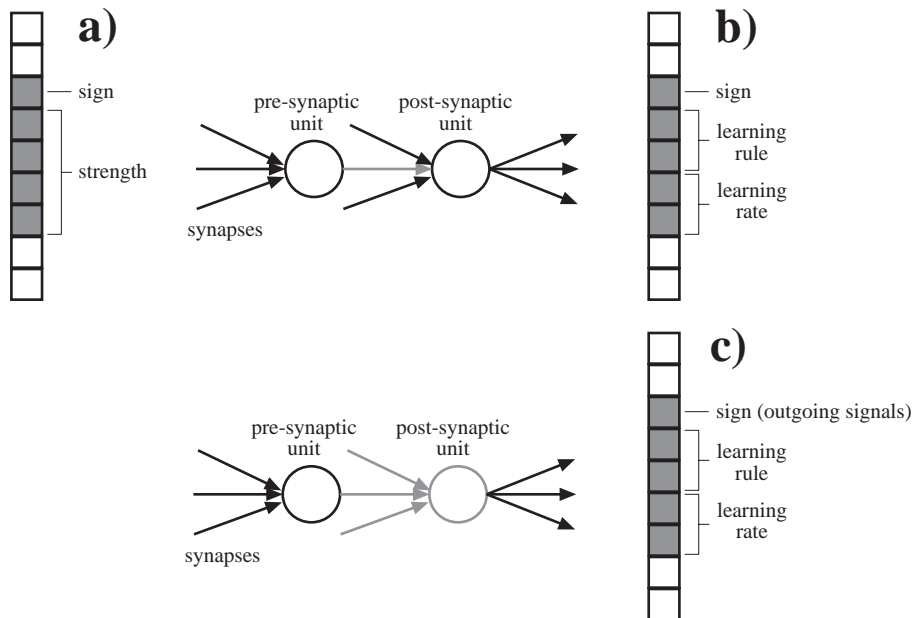 a)
sign
strength
pre-synaptic
unit
post-synaptic
unit
synapses
b)
sign
learning
rule
learning
rate
pre-synaptic
unit
post-synaptic
unit
synapses
c)
sign (outgoing signals)
learning
rule
learning
rate